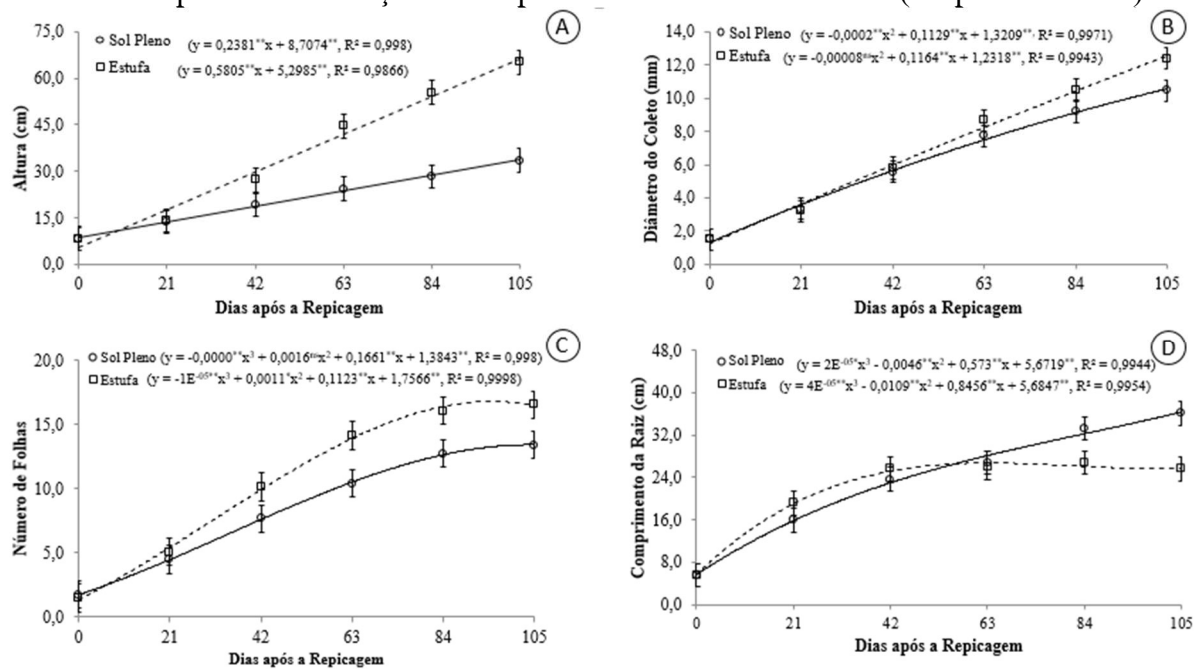 A
Sol Pleno (y = 0,2381**x + 8,7074**, R² = 0,998)
Estufa (y = 0,5805**x + 5,2985**, R² = 0,9866)
Altura (cm)
75,0
60,0
45,0
30,0
15,0
0,0
0 21 42 63 84 105
Dias após a Repicagem
B
Sol Pleno (y = -0,0002**x² + 0,1129**x + 1,3209**, R² = 0,9971)
Estufa (y = -0,00008ⁿˢx² + 0,1164**x + 1,2318**, R² = 0,9943)
Diâmetro do Coleto (mm)
14,0
12,0
10,0
8,0
6,0
4,0
2,0
0,0
0 21 42 63 84 105
Dias após a Repicagem
C
Sol Pleno (y = -0,0000**x³ + 0,0016ⁿˢx² + 0,1661**x + 1,3843**, R² = 0,998)
Estufa (y = -1E⁻⁰⁵**x³ + 0,0011*x² + 0,1123**x + 1,7566**, R² = 0,9998)
Número de Folhas
20,0
15,0
10,0
5,0
0,0
0 21 42 63 84 105
Dias após a Repicagem
D
Sol Pleno (y = 2E⁻⁰⁵*x³ - 0,0046**x² + 0,573**x + 5,6719**, R² = 0,9944)
Estufa (y = 4E⁻⁰⁵**x³ - 0,0109**x² + 0,8456**x + 5,6847**, R² = 0,9954)
Comprimento da Raiz (cm)
48,0
40,0
32,0
24,0
16,0
8,0
0,0
0 21 42 63 84 105
Dias após a Repicagem